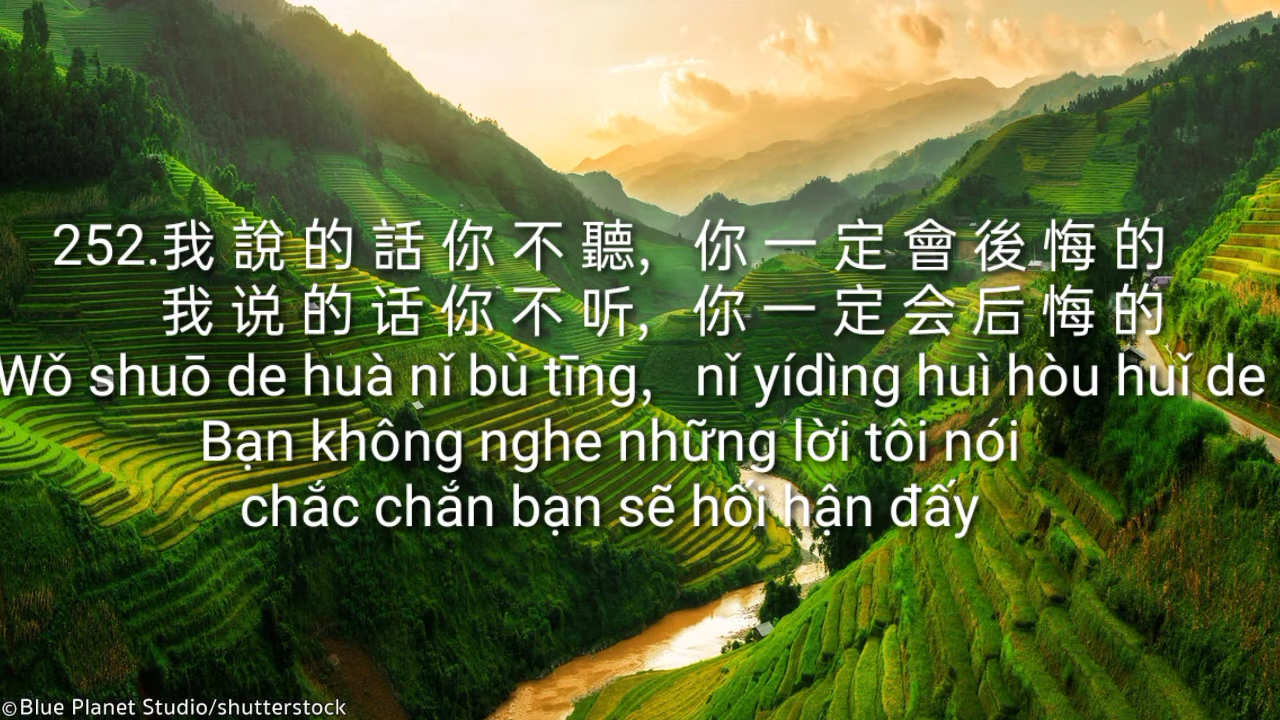 252.我 說 的 話 你 不 聽, 你 一 定 會 後 悔 的
我 说 的 话 你 不 听, 你 一 定 会 后 悔 的
Wǒ shuō de huà nǐ bù tīng, nǐ yídìng huì hòu huǐ de
Bạn không nghe những lời tôi nói
chắc chắn bạn sẽ hối hận đấy
©Blue Planet Studio/shutterstock